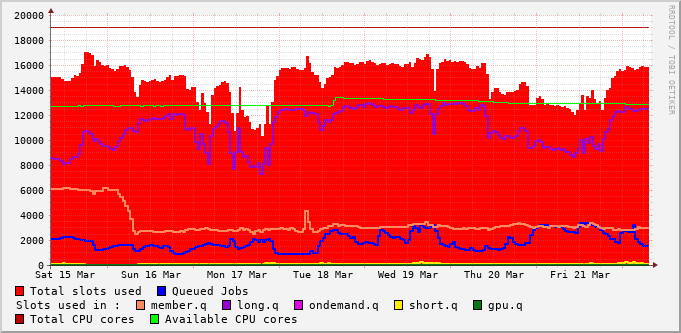 20000
18000
16000
14000
12000
10000
8000
6000
4000
2000
0
Sat 15 Mar Sun 16 Mar Mon 17 Mar Tue 18 Mar Wed 19 Mar Thu 20 Mar Fri 21 Mar
RRDTOOL / TOBI OETIKER
Total slots used Queued Jobs
Slots used in : member.q long.q ondemand.q short.q gpu.q
Total CPU cores Available CPU cores